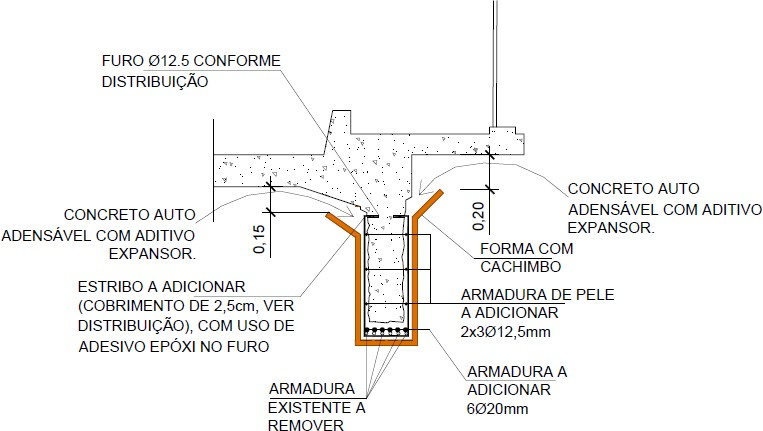 FURO Ø12.5 CONFORME
DISTRIBUIÇÃO
CONCRETO AUTO
ADENSÁVEL COM ADITIVO
EXPANSOR.
0,15
ESTRIBO A ADICIONAR
(COBRIMENTO DE 2,5cm, VER
DISTRIBUIÇÃO), COM USO DE
ADESIVO EPÓXI NO FURO
ARMADURA
EXISTENTE A
REMOVER
0,20
CONCRETO AUTO
ADENSÁVEL COM ADITIVO
EXPANSOR.
FORMA COM
CACHIMBO
ARMADURA DE PELE
A ADICIONAR
2x3Ø12,5mm
ARMADURA A
ADICIONAR
6Ø20mm